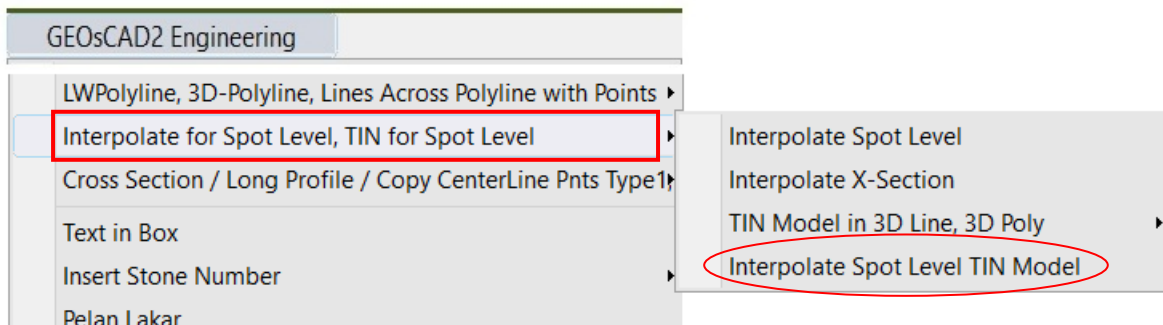 GEOsCAD2 Engineering
LWPolyline, 3D-Polyline, Lines Across Polyline with Points
Interpolate for Spot Level, TIN for Spot Level
Cross Section / Long Profile / Copy CenterLine Pnts Type1,
Text in Box
Insert Stone Number
Pelan Lakar
Interpolate Spot Level
Interpolate X-Section
TIN Model in 3D Line, 3D Poly
Interpolate Spot Level TIN Model